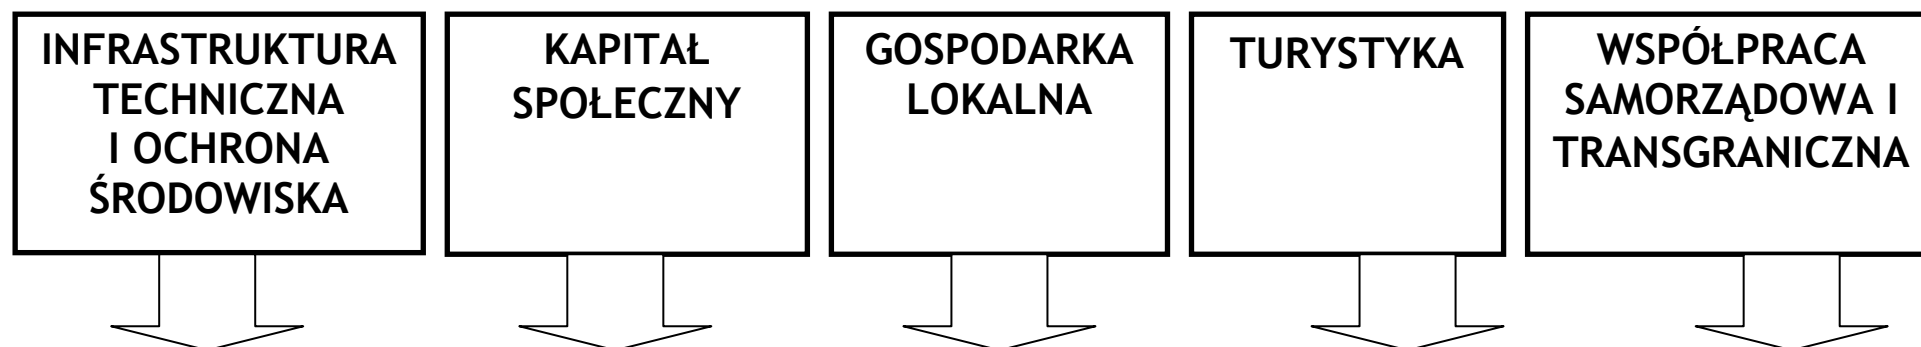 INFRASTRUKTURA
TECHNICZNA
I OCHRONA
ŚRODOWISKA
KAPITAŁ
SPOŁECZNY
GOSPODARKA
LOKALNA
TURYSTYKA
WSPÓŁPRACA
SAMORZĄDOWA I
TRANSGRANICZNA